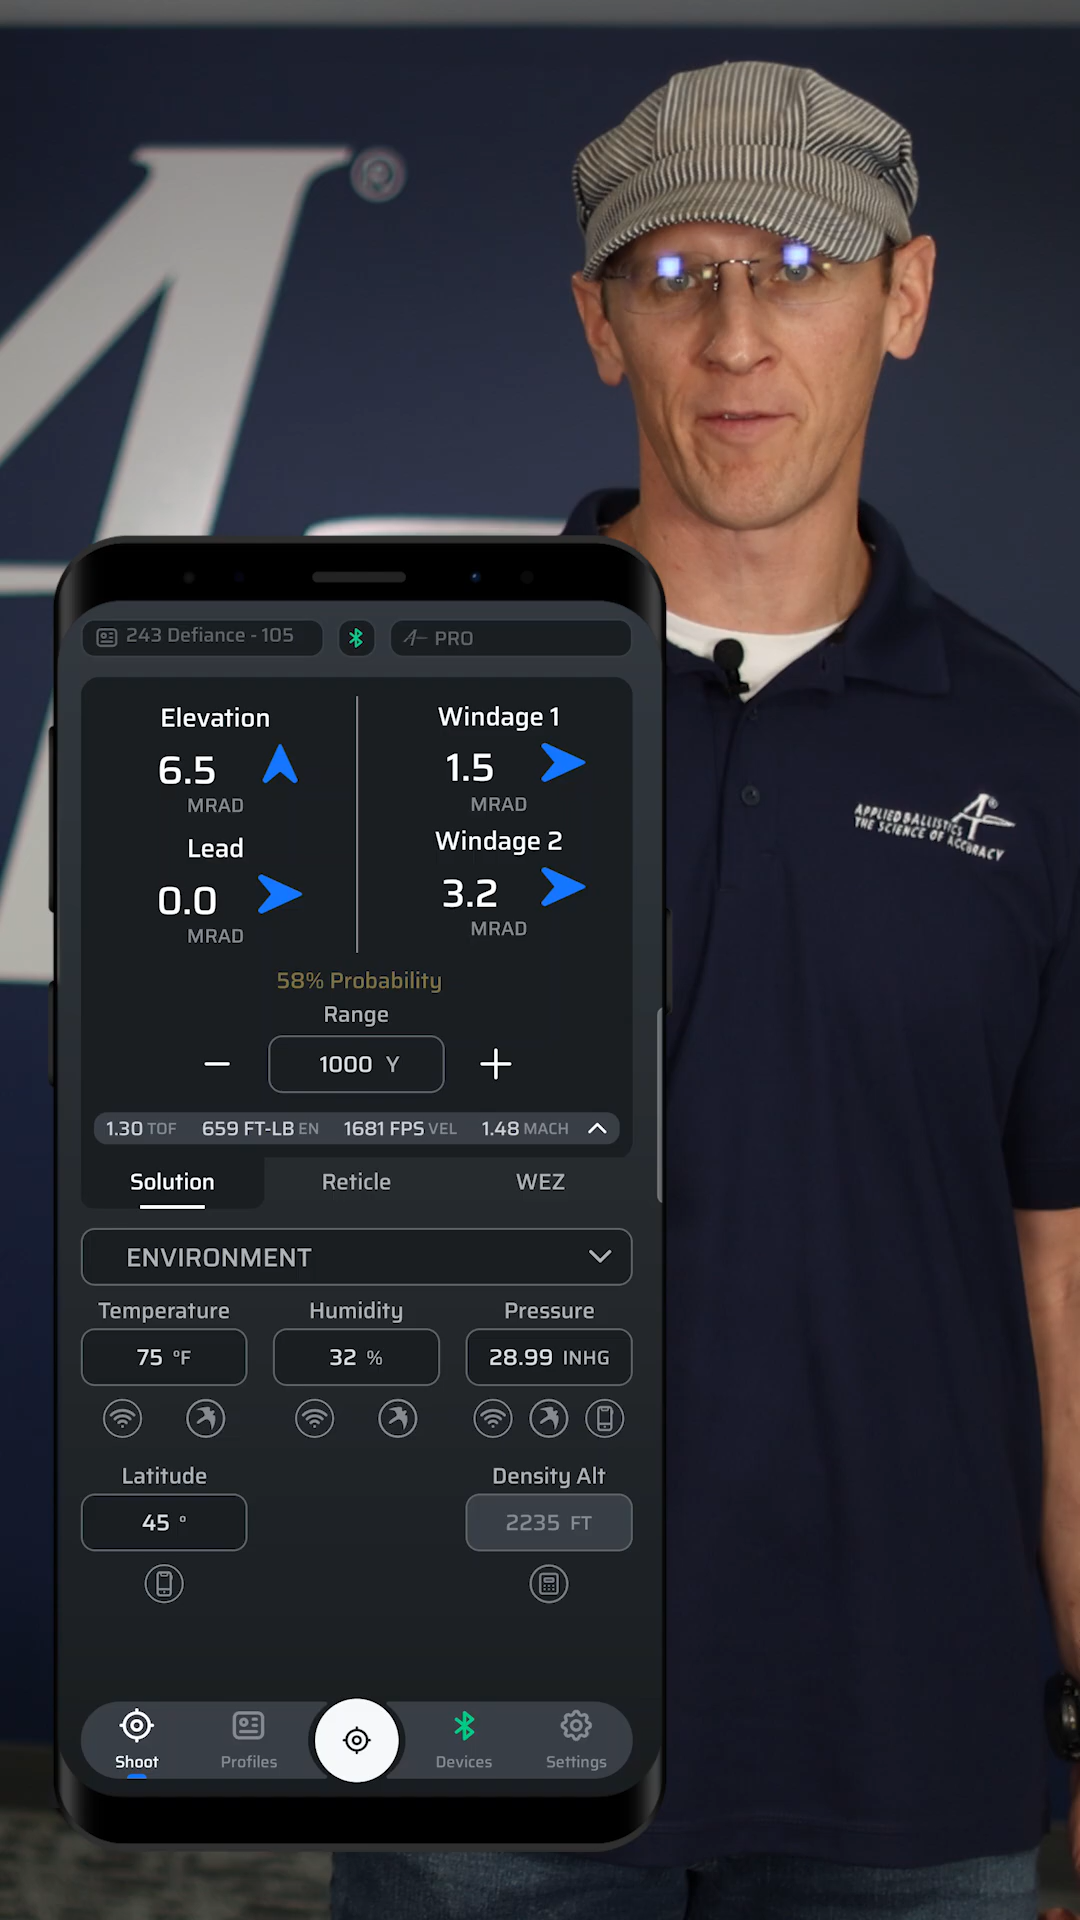 ®
243 Defiance - 105
PRO
Elevation
Windage 1
6.5
1.5
MRAD
MRAD
Lead
Windage 2
0.0
3.2
MRAD
MRAD
58% Probability
Range
1000 Y
1.30 TOF 659 FT-LB EN 1681 FPS VEL 1.48 MACH
Solution Reticle WEZ
ENVIRONMENT
Temperature Humidity Pressure
75 °F 32 % 28.99 INHG
Latitude Density Alt
45 ° 2235 FT
Shoot Profiles Devices Settings
APPLIED BALLISTICS ®
THE SCIENCE OF ACCURACY